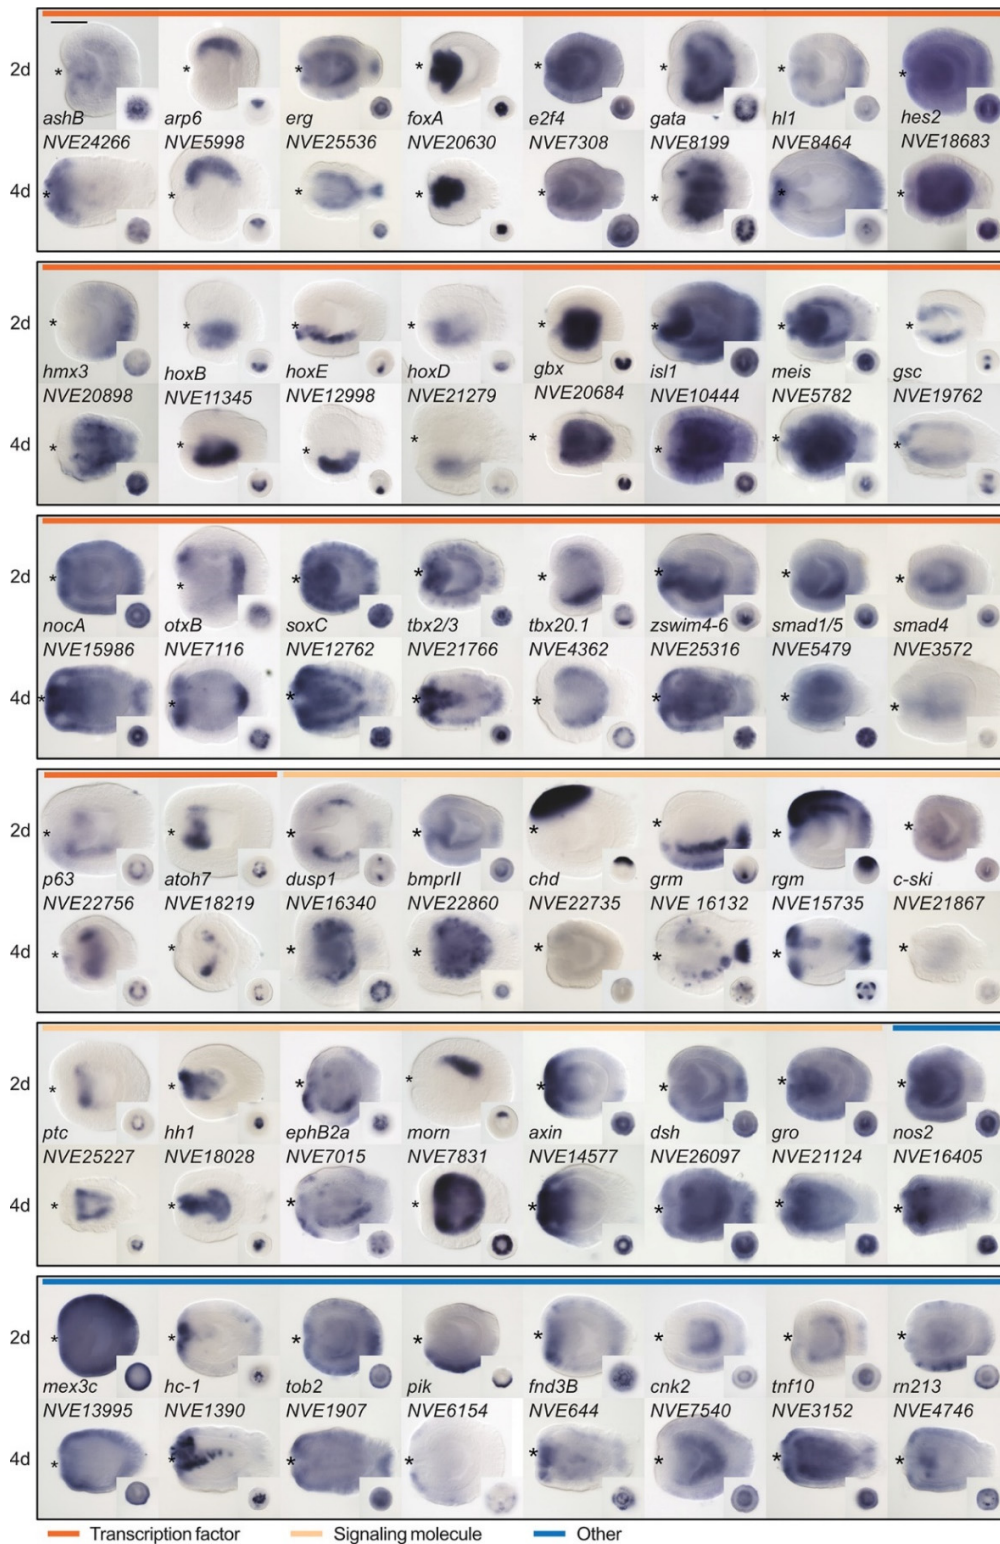 2d
ashB arp6 erg foxA e2f4 gata hl1 hes2
NVE24266 NVE5998 NVE25536 NVE20630 NVE7308 NVE8199 NVE8464 NVE18683
4d
2d
hmx3 hoxB hoxE hoxD gbx isl1 meis gsc
NVE20898 NVE11345 NVE12998 NVE21279 NVE20684 NVE10444 NVE5782 NVE19762
4d
2d
nocA otxB soxC tbx2/3 tbx20.1 zswim4-6 smad1/5 smad4
NVE15986 NVE7116 NVE12762 NVE21766 NVE4362 NVE25316 NVE5479 NVE3572
4d
2d
p63 atoh7 dusp1 bmprII chd grm rgm c-ski
NVE22756 NVE18219 NVE16340 NVE22860 NVE22735 NVE 16132 NVE15735 NVE21867
4d
2d
ptc hh1 ephB2a morn axin dsh gro nos2
NVE25227 NVE18028 NVE7015 NVE7831 NVE14577 NVE26097 NVE21124 NVE16405
4d
2d
mex3c hc-1 tob2 pik fnd3B cnk2 tnf10 rn213
NVE13995 NVE1390 NVE1907 NVE6154 NVE644 NVE7540 NVE3152 NVE4746
4d
Transcription factor Signaling molecule Other